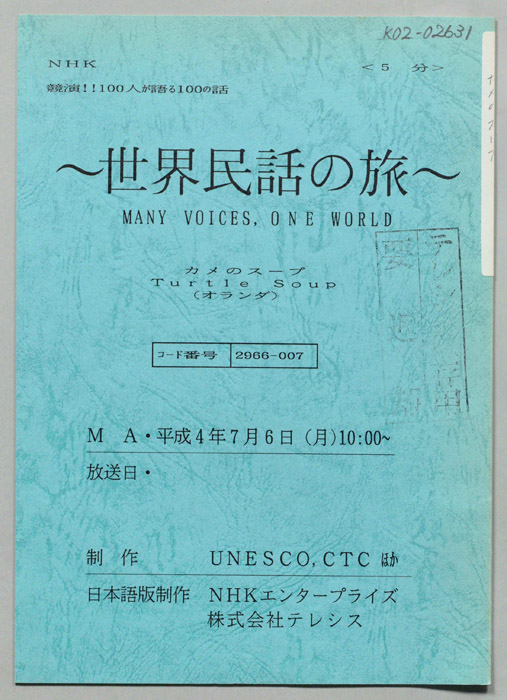 K02-02631
NHK
<5 分>
競演!!100人が語る100の話
~世界民話の旅~
MANY VOICES, ONE WORLD
カメのスープ
Turtle Soup
(オランダ)
コード番号 2966-007
MA・平成4年7月6日(月)10:00~
放送日・
制作 UNESCO, CTC ほか
日本語版制作 NHKエンタープライズ
株式会社テレシス